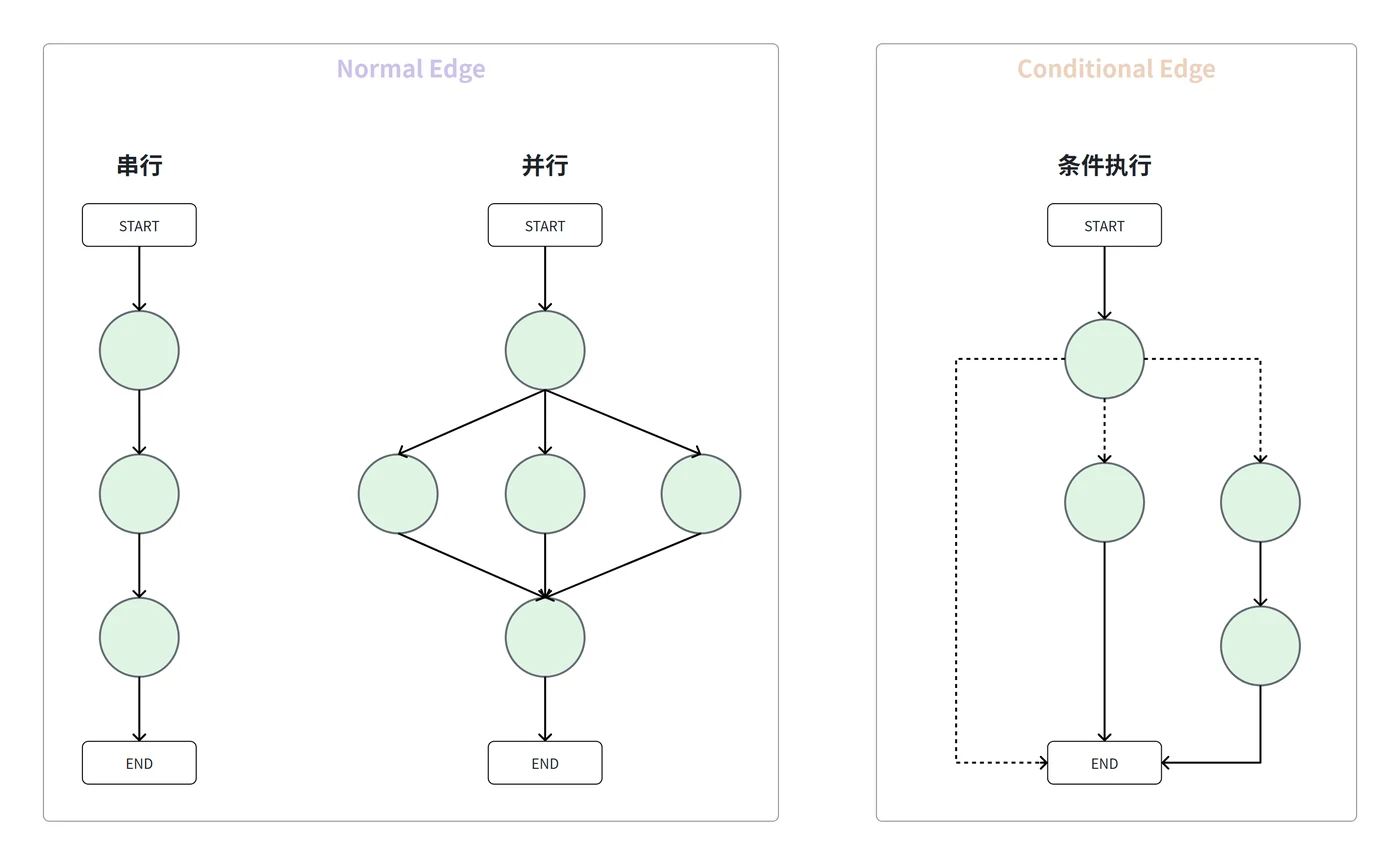 Normal Edge
串行
START
END
并行
START
END
Conditional Edge
条件执行
START
END